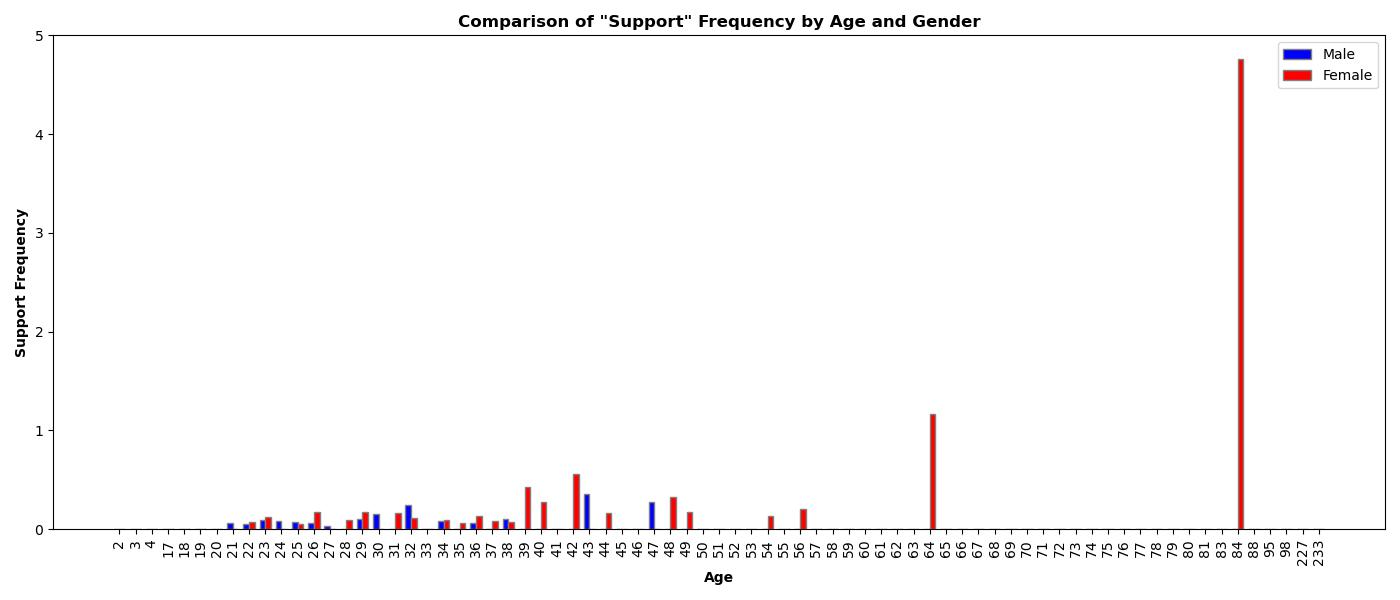 Comparison of "Support" Frequency by Age and Gender
Support Frequency
5
4
3
2
1
0
Male
Female
2 3 4 17 18 19 20 21 22 23 24 25 26 27 28 29 30 31 32 33 34 35 36 37 38 39 40 41 42 43 44 45 46 47 48 49 50 51 52 53 54 55 56 57 58 59 60 61 62 63 64 65 66 67 68 69 70 71 72 73 74 75 76 77 78 79 80 81 83 84 88 95 98 227 233
Age